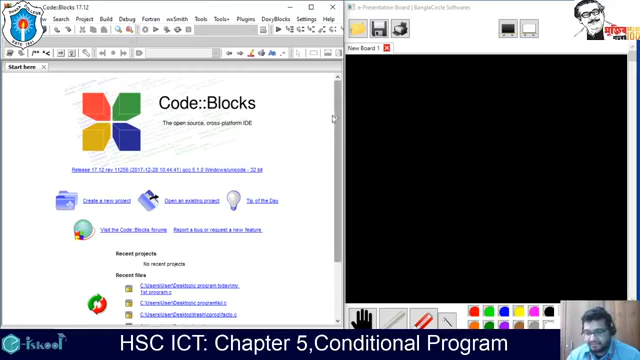 Code::Blocks 17.12
e-Presentation Board | BanglaCircle Softwares
Search Project Build Debug Fortran wxSmith Tools Tools+ Plugins DoxyBlocks Settings Help
New Board 1
Start here
Code::Blocks
The open source, cross-platform IDE
Release 17.12 rev 11256 (2017-12-28 10:44:41) gcc 5.1.0 Windows/unicode - 32 bit
Create a new project
Open an existing project
Tip of the Day
Visit the Code::Blocks forums
Report a bug or request a new feature
Recent projects
No recent projects
Recent files
1st program.c
HSC ICT: Chapter 5,Conditional Program